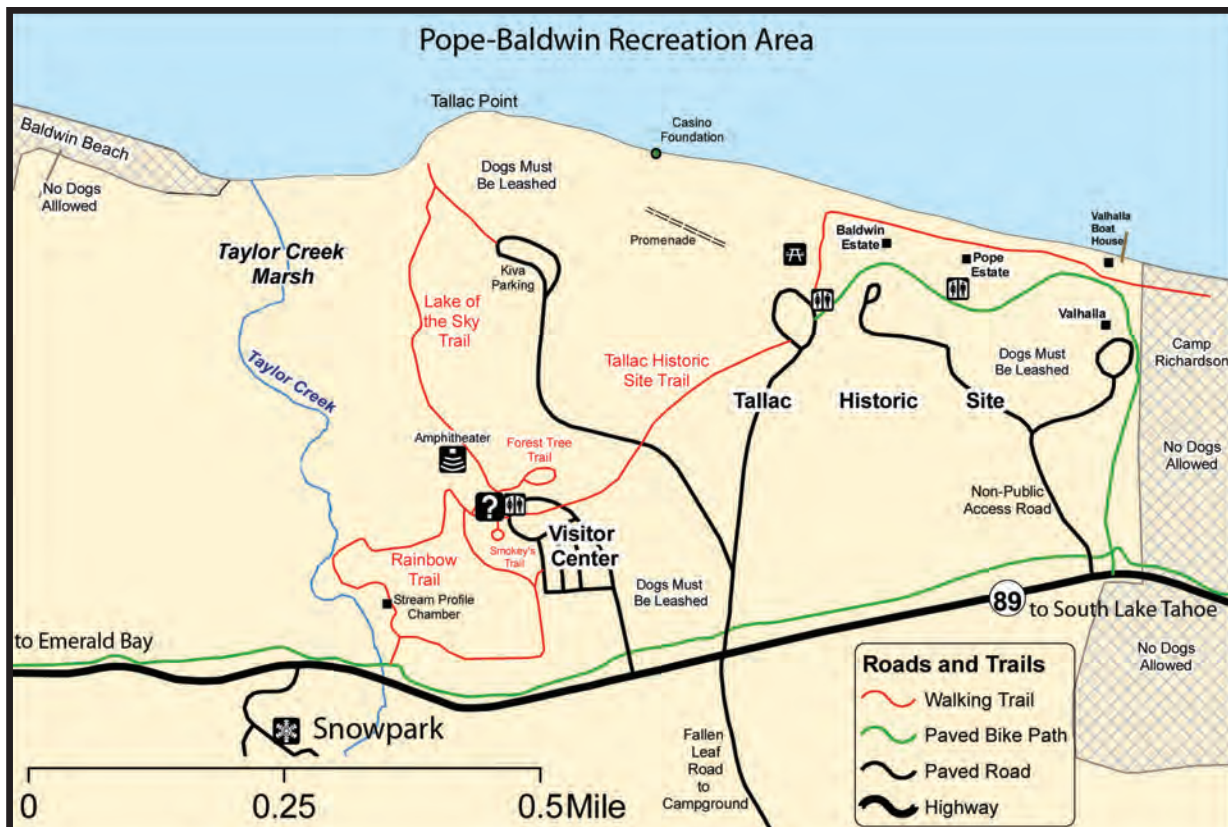 Pope-Baldwin Recreation Area
Tallac Point
Casino
Foundation
Baldwin Beach
No Dogs
Alllowed
Dogs Must
Be Leashed
Taylor Creek
Marsh
Promenade
Baldwin
Estate
Pope
Estate
Valhalla
Boat
House
Kiva
Parking
Lake of
the Sky
Trail
Valhalla
Camp
Richardson
Taylor Creek
Tallac Historic
Site Trail
Dogs Must
Be Leashed
Tallac
Historic
Site
Amphitheater
Forest Tree
Trail
No Dogs
Allowed
?
Non-Public
Access Road
Visitor
Center
Smokey's
Trail
Rainbow
Trail
Stream Profile
Chamber
Dogs Must
Be Leashed
89
to South Lake Tahoe
to Emerald Bay
No Dogs
Allowed
Snowpark
Fallen
Leaf
Road
to
Campground
Roads and Trails
Walking Trail
Paved Bike Path
Paved Road
Highway
0
0.25
0.5Mile